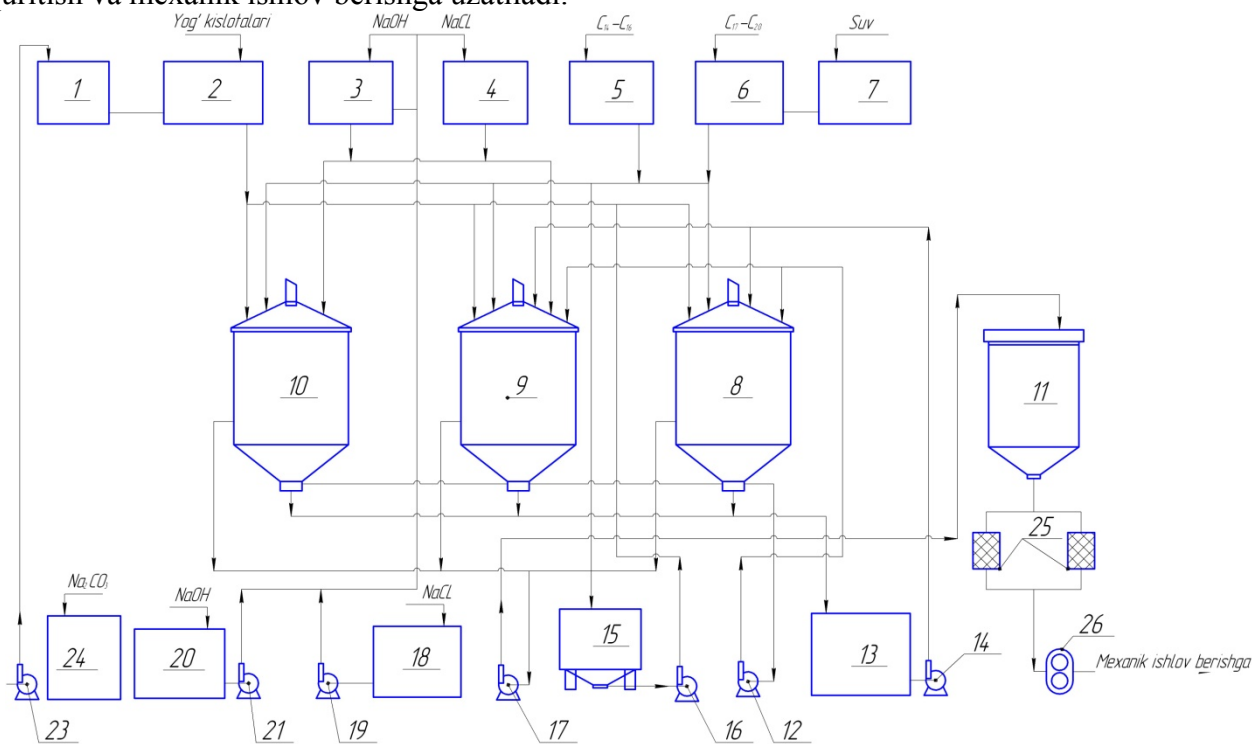 quritish va mexanik ishlov berishga uzatiladi.
Yog' kislotalari NaOH NaCL C₁₄–C₁₆ C₁₇–C₂₀ Suv
1 2 3 4 5 6 7
10 9 8 11
25
Na₂CO₃ NaOH NaCL
24 20 18 15 13 14 26
Mexanik ishlov berishga
23 21 19 17 16 12